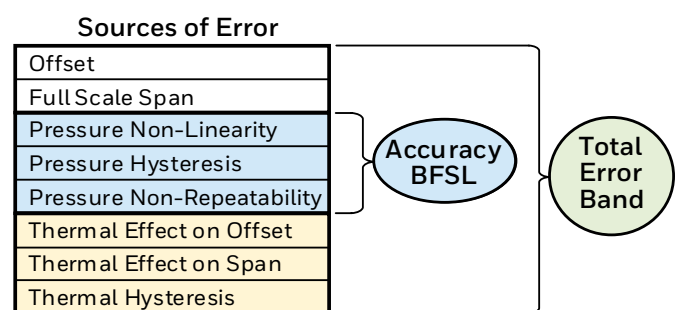 Sources of Error
Offset
Full Scale Span
Pressure Non-Linearity
Pressure Hysteresis
Pressure Non-Repeatability
Thermal Effect on Offset
Thermal Effect on Span
Thermal Hysteresis
Accuracy
BFSL
Total
Error
Band